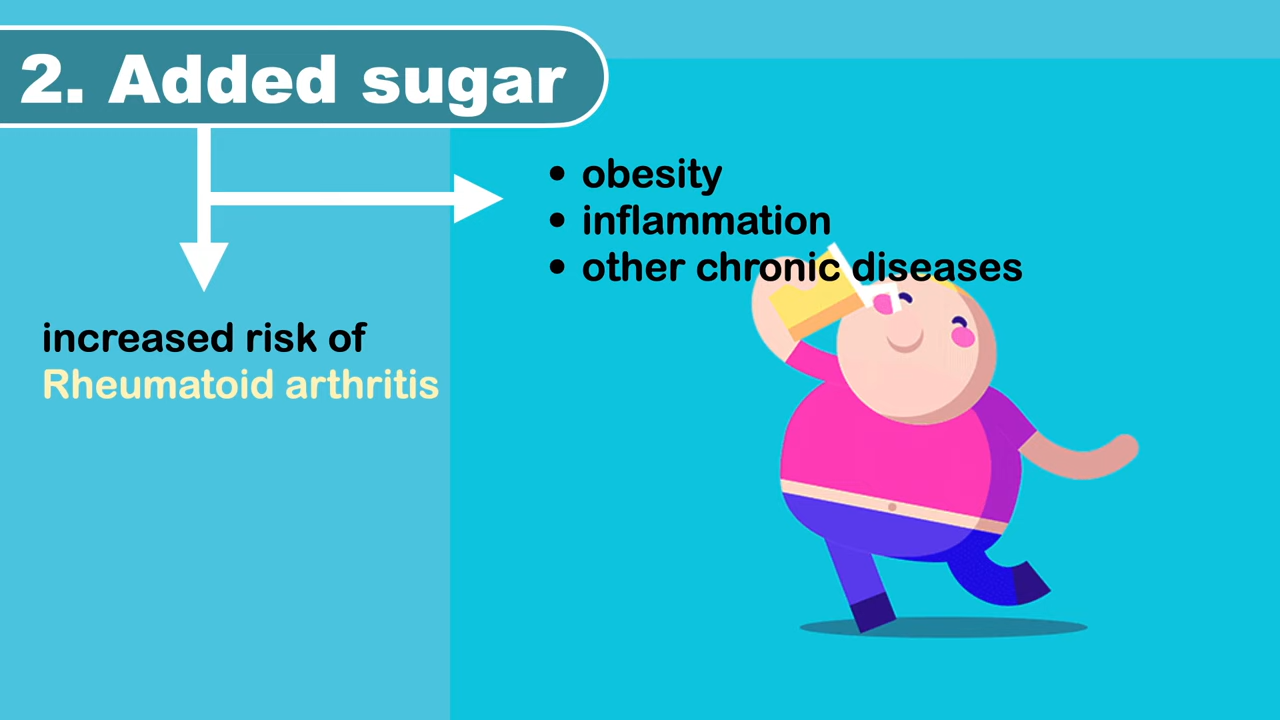 2. Added sugar
• obesity
• inflammation
• other chronic diseases
increased risk of
Rheumatoid arthritis